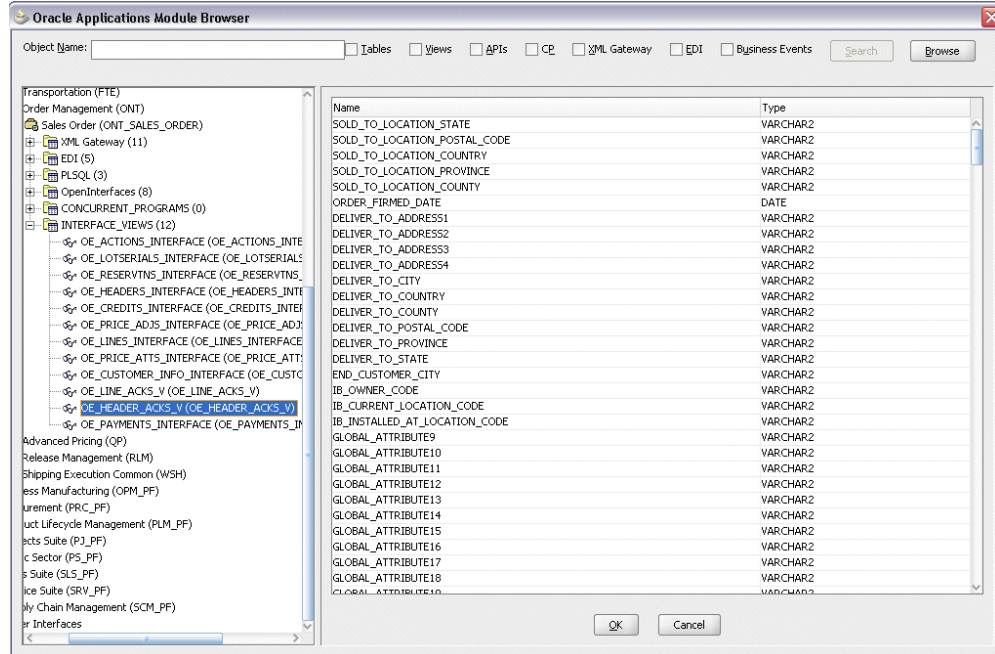 Oracle Applications Module Browser
Object Name: Tables Views APIs CP XML Gateway EDI Business Events Search Browse
Transportation (FTE)
Order Management (ONT)
Sales Order (ONT_SALES_ORDER)
XML Gateway (11)
EDI (5)
PLSQL (3)
OpenInterfaces (8)
CONCURRENT_PROGRAMS (0)
INTERFACE_VIEWS (12)
OE_ACTIONS_INTERFACE (OE_ACTIONS_INTE
OE_LOTSERIALS_INTERFACE (OE_LOTSERIALS
OE_RESERVTNS_INTERFACE (OE_RESERVTNS_
OE_HEADERS_INTERFACE (OE_HEADERS_INTE
OE_CREDITS_INTERFACE (OE_CREDITS_INTER
OE_PRICE_ADJS_INTERFACE (OE_PRICE_ADJS
OE_LINES_INTERFACE (OE_LINES_INTERFACE
OE_PRICE_ATTS_INTERFACE (OE_PRICE_ATTS
OE_CUSTOMER_INFO_INTERFACE (OE_CUSTO
OE_LINE_ACKS_V (OE_LINE_ACKS_V)
OE_HEADER_ACKS_V (OE_HEADER_ACKS_V)
OE_PAYMENTS_INTERFACE (OE_PAYMENTS_IN
Advanced Pricing (QP)
Release Management (RLM)
Shipping Execution Common (WSH)
ess Manufacturing (OPM_PF)
urement (PRC_PF)
uct Lifecycle Management (PLM_PF)
ects Suite (PJ_PF)
c Sector (PS_PF)
s Suite (SLS_PF)
ice Suite (SRV_PF)
ly Chain Management (SCM_PF)
er Interfaces
Name Type
SOLD_TO_LOCATION_STATE VARCHAR2
SOLD_TO_LOCATION_POSTAL_CODE VARCHAR2
SOLD_TO_LOCATION_COUNTRY VARCHAR2
SOLD_TO_LOCATION_PROVINCE VARCHAR2
SOLD_TO_LOCATION_COUNTY VARCHAR2
ORDER_FIRMED_DATE DATE
DELIVER_TO_ADDRESS1 VARCHAR2
DELIVER_TO_ADDRESS2 VARCHAR2
DELIVER_TO_ADDRESS3 VARCHAR2
DELIVER_TO_ADDRESS4 VARCHAR2
DELIVER_TO_CITY VARCHAR2
DELIVER_TO_COUNTRY VARCHAR2
DELIVER_TO_COUNTY VARCHAR2
DELIVER_TO_POSTAL_CODE VARCHAR2
DELIVER_TO_PROVINCE VARCHAR2
DELIVER_TO_STATE VARCHAR2
END_CUSTOMER_CITY VARCHAR2
IB_OWNER_CODE VARCHAR2
IB_CURRENT_LOCATION_CODE VARCHAR2
IB_INSTALLED_AT_LOCATION_CODE VARCHAR2
GLOBAL_ATTRIBUTE9 VARCHAR2
GLOBAL_ATTRIBUTE10 VARCHAR2
GLOBAL_ATTRIBUTE11 VARCHAR2
GLOBAL_ATTRIBUTE12 VARCHAR2
GLOBAL_ATTRIBUTE13 VARCHAR2
GLOBAL_ATTRIBUTE14 VARCHAR2
GLOBAL_ATTRIBUTE15 VARCHAR2
GLOBAL_ATTRIBUTE16 VARCHAR2
GLOBAL_ATTRIBUTE17 VARCHAR2
GLOBAL_ATTRIBUTE18 VARCHAR2
GLOBAL_ATTRIBUTE19 VARCHAR2
OK Cancel